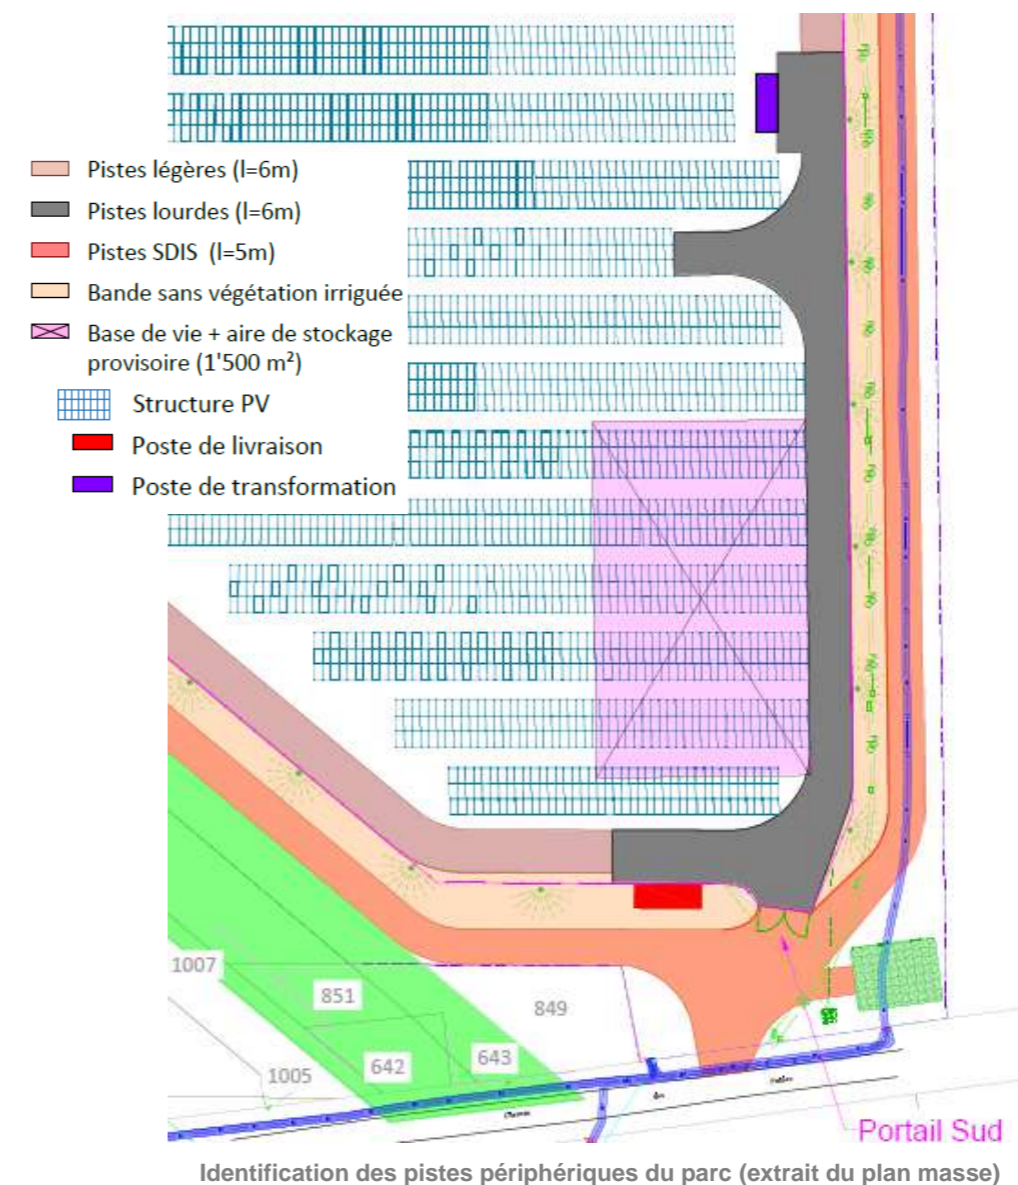 Pistes légères (l=6m)
Pistes lourdes (l=6m)
Pistes SDIS (l=5m)
Bande sans végétation irriguée
Base de vie + aire de stockage
provisoire (1'500 m²)
Structure PV
Poste de livraison
Poste de transformation
1007
851
849
642
643
1005
Chemin
Portail Sud
Identification des pistes périphériques du parc (extrait du plan masse)